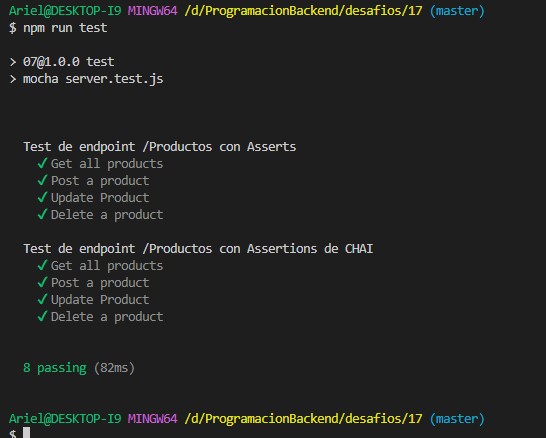 Ariel@DESKTOP-I9 MINGW64 /d/ProgramacionBackend/desafios/17 (master)
$ npm run test
> 07@1.0.0 test
> mocha server.test.js
Test de endpoint /Productos con Asserts
✓ Get all products
✓ Post a product
✓ Update Product
✓ Delete a product
Test de endpoint /Productos con Assertions de CHAI
✓ Get all products
✓ Post a product
✓ Update Product
✓ Delete a product
8 passing (82ms)
Ariel@DESKTOP-I9 MINGW64 /d/ProgramacionBackend/desafios/17 (master)
$